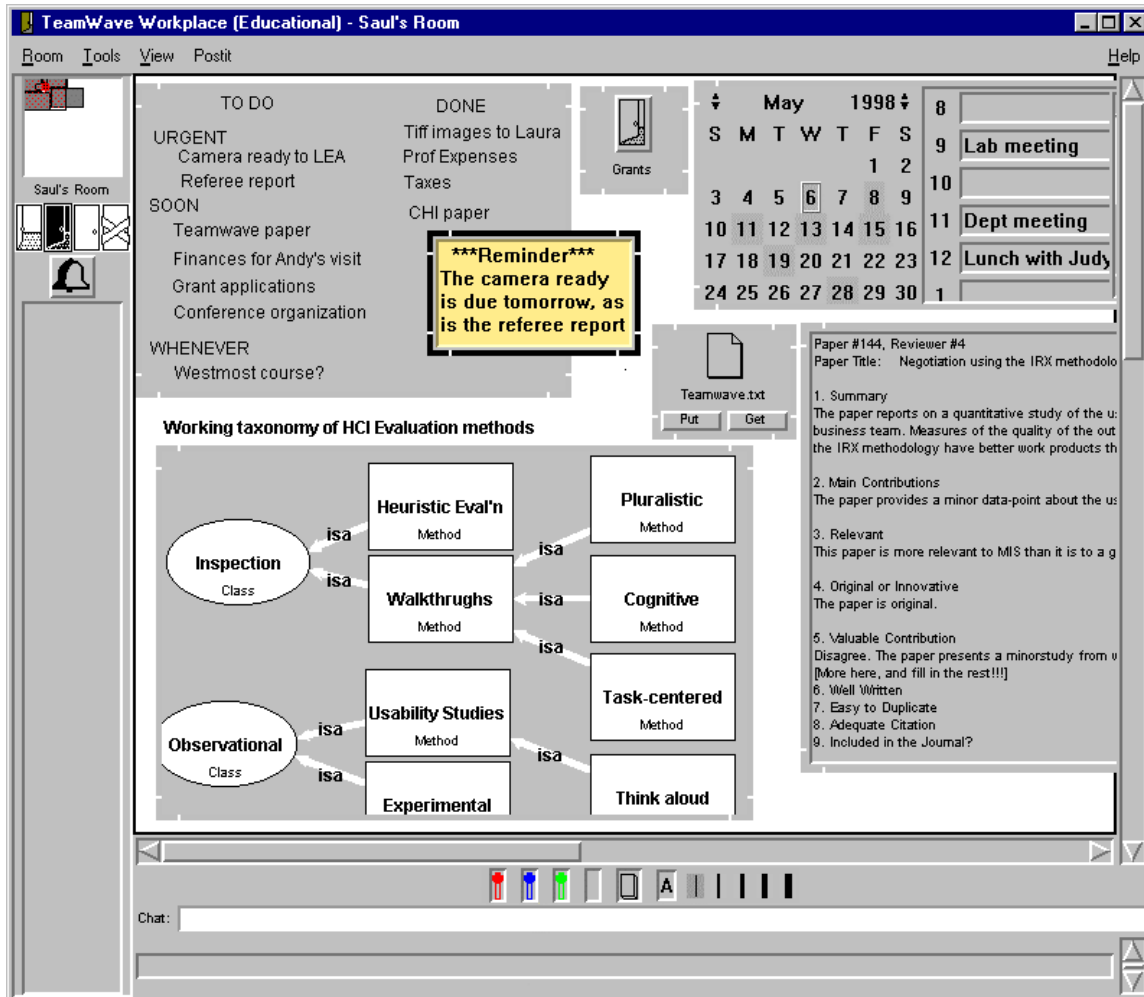 TeamWave Workplace (Educational) - Saul's Room
Room Tools View Postit Help
Saul's Room
TO DO
URGENT
Camera ready to LEA
Referee report
SOON
Teamwave paper
Finances for Andy's visit
Grant applications
Conference organization
WHENEVER
Westmost course?
DONE
Tiff images to Laura
Prof Expenses
Taxes
CHI paper
***Reminder***
The camera ready
is due tomorrow, as
is the referee report
Grants
May 1998
S M T W T F S
1 2
3 4 5 6 7 8 9
10 11 12 13 14 15 16
17 18 19 20 21 22 23
24 25 26 27 28 29 30
8
9 Lab meeting
10
11 Dept meeting
12 Lunch with Judy
1
Teamwave.txt
Put Get
Paper #144, Reviewer #4
Paper Title: Negotiation using the IRX methodolo
1. Summary
The paper reports on a quantitative study of the u
business team. Measures of the quality of the out
the IRX methodology have better work products th
2. Main Contributions
The paper provides a minor data-point about the us
3. Relevant
This paper is more relevant to MIS than it is to a g
4. Original or Innovative
The paper is original.
5. Valuable Contribution
Disagree. The paper presents a minorstudy from
[More here, and fill in the rest!!!]
6. Well Written
7. Easy to Duplicate
8. Adequate Citation
9. Included in the Journal?
Working taxonomy of HCI Evaluation methods
Inspection
Class
isa
isa
Heuristic Eval'n
Method
Walkthrughs
Method
isa
isa
isa
Pluralistic
Method
Cognitive
Method
Task-centered
Method
Observational
Class
isa
isa
Usability Studies
Method
Experimental
isa
Think aloud
A
Chat: